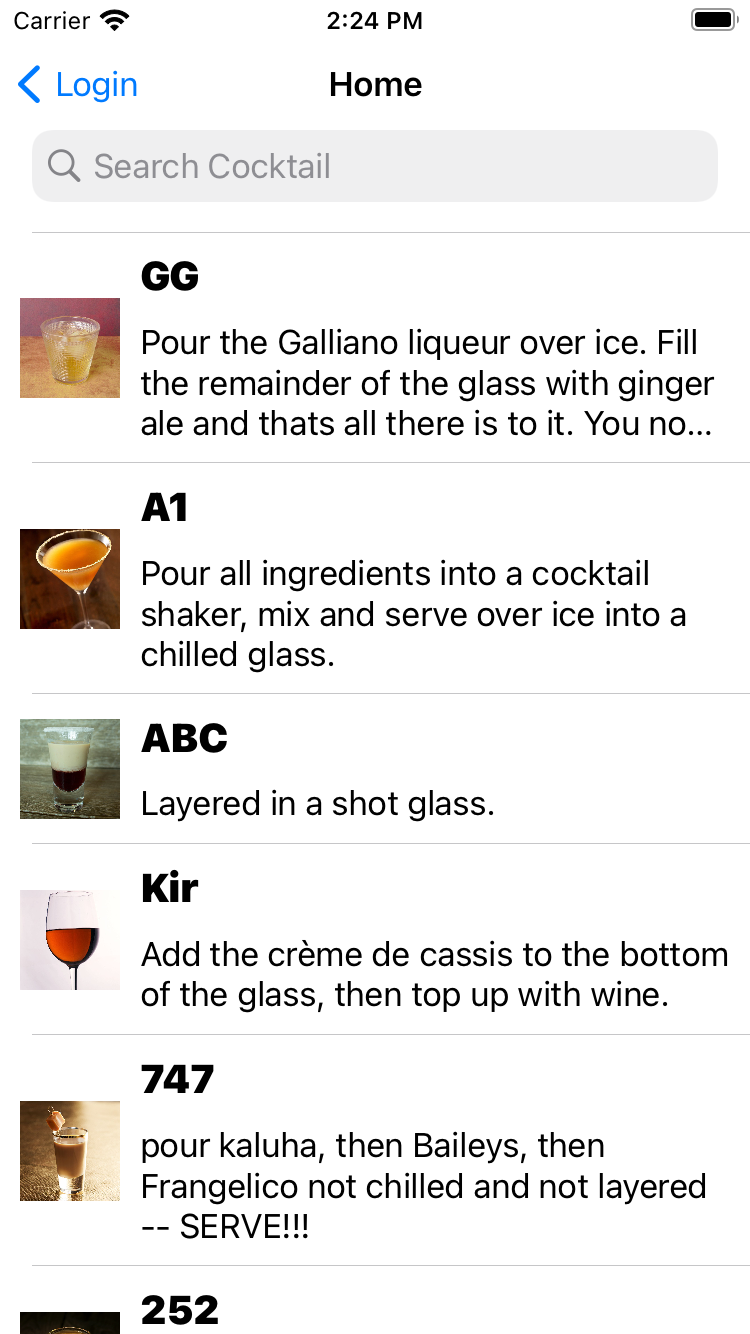 Carrier 2:24 PM
Login Home
Search Cocktail
GG
Pour the Galliano liqueur over ice. Fill
the remainder of the glass with ginger
ale and thats all there is to it. You no...
A1
Pour all ingredients into a cocktail
shaker, mix and serve over ice into a
chilled glass.
ABC
Layered in a shot glass.
Kir
Add the crème de cassis to the bottom
of the glass, then top up with wine.
747
pour kaluha, then Baileys, then
Frangelico not chilled and not layered
-- SERVE!!!
252